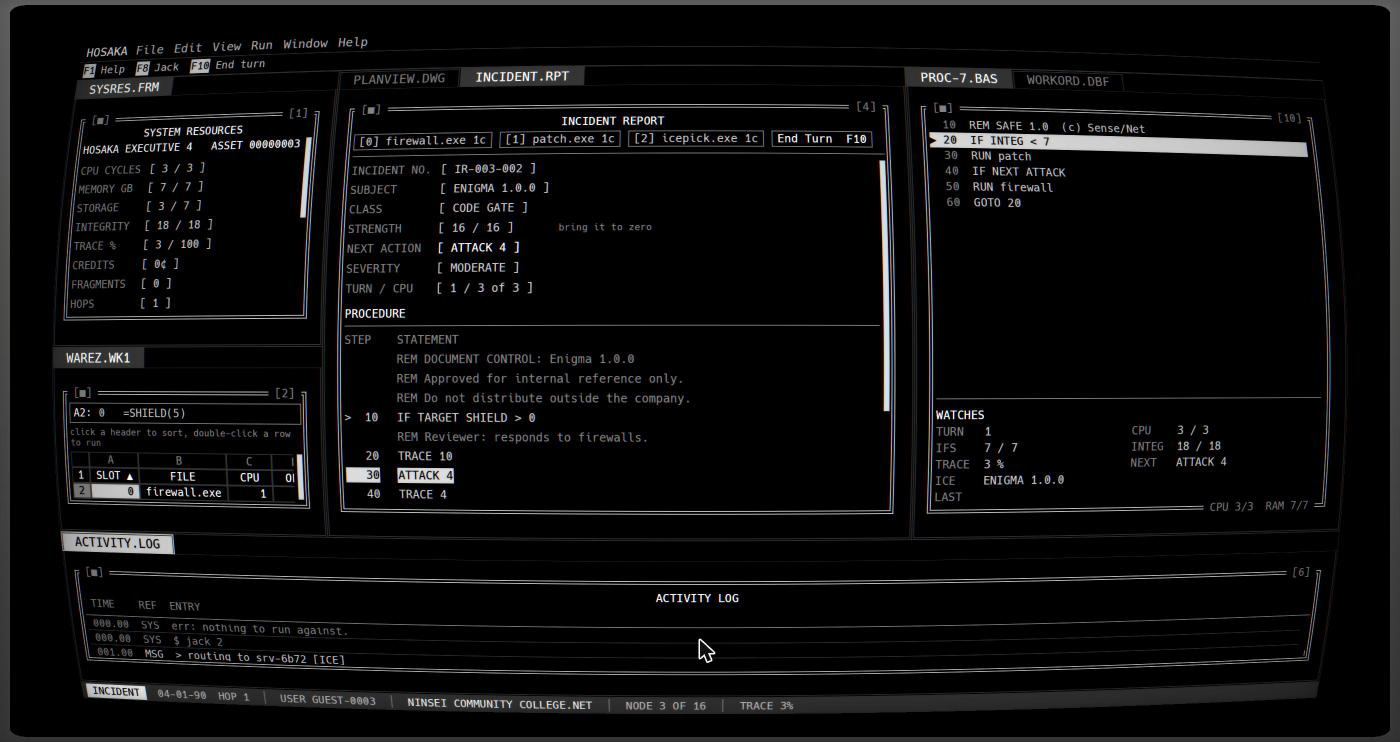 HOSAKA File Edit View Run Window Help
F1 Help F8 Jack F10 End turn
SYSRES.FRM
[■] [1]
SYSTEM RESOURCES
HOSAKA EXECUTIVE 4 ASSET 00000003
CPU CYCLES [ 3 / 3 ]
MEMORY GB [ 7 / 7 ]
STORAGE [ 3 / 7 ]
INTEGRITY [ 18 / 18 ]
TRACE % [ 3 / 100 ]
CREDITS [ 0¢ ]
FRAGMENTS [ 0 ]
HOPS [ 1 ]
WAREZ.WK1
[■] [2]
A2: 0 =SHIELD(5)
click a header to sort, double-click a row
to run
A B C
1 SLOT ▲ FILE CPU
2 0 firewall.exe 1
PLANVIEW.DWG INCIDENT.RPT
[■] [4]
INCIDENT REPORT
[0] firewall.exe 1c [1] patch.exe 1c [2] icepick.exe 1c End Turn F10
INCIDENT NO. [ IR-003-002 ]
SUBJECT [ ENIGMA 1.0.0 ]
CLASS [ CODE GATE ]
STRENGTH [ 16 / 16 ] bring it to zero
NEXT ACTION [ ATTACK 4 ]
SEVERITY [ MODERATE ]
TURN / CPU [ 1 / 3 of 3 ]
PROCEDURE
STEP STATEMENT
REM DOCUMENT CONTROL: Enigma 1.0.0
REM Approved for internal reference only.
REM Do not distribute outside the company.
> 10 IF TARGET SHIELD > 0
REM Reviewer: responds to firewalls.
20 TRACE 10
30 ATTACK 4
40 TRACE 4
PROC-7.BAS WORKORD.DBF
[■] [10]
10 REM SAFE 1.0 (c) Sense/Net
► 20 IF INTEG < 7
30 RUN patch
40 IF NEXT ATTACK
50 RUN firewall
60 GOTO 20
WATCHES
TURN 1 CPU 3 / 3
IFS 7 / 7 INTEG 18 / 18
TRACE 3 % NEXT ATTACK 4
ICE ENIGMA 1.0.0
LAST
CPU 3/3 RAM 7/7
ACTIVITY.LOG
[■] [6]
ACTIVITY LOG
TIME REF ENTRY
000.00 SYS err: nothing to run against.
000.00 SYS $ jack 2
001.00 MSG > routing to srv-6b72 [ICE]
INCIDENT 04-01-90 HOP 1 USER GUEST-0003 NINSEI COMMUNITY COLLEGE.NET NODE 3 OF 16 TRACE 3%